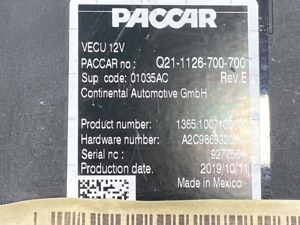 PACCAR
VECU 12V
PACCAR no.: Q21-1126-700-700
Sup code: 01035AC Rev.E
Continental Automotive GmbH
Product number
Hardware number
Serial no:
Production date. 2019/10/11
Made in Mexico